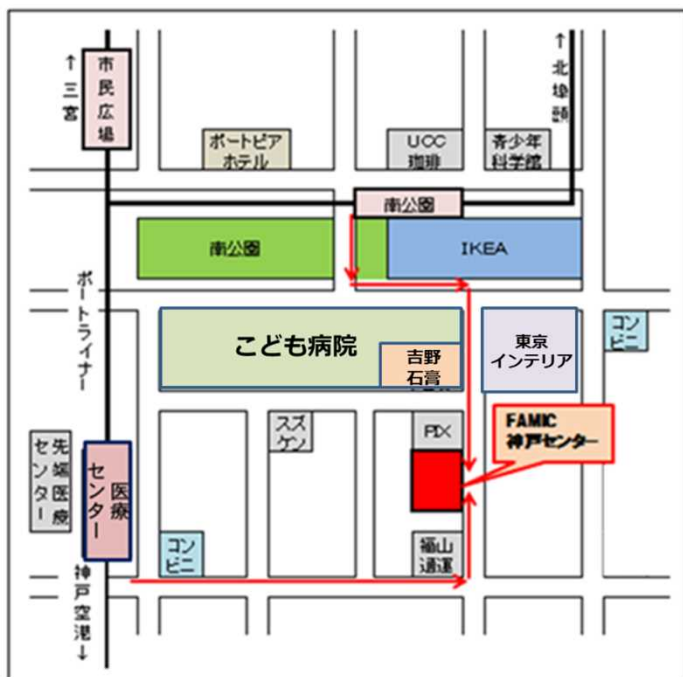 ↑三宮
市民広場
↑北埠頭
ポートピア
ホテル
UCC
珈琲
青少年
科学館
南公園
南公園
IKEA
ポートライナー
こども病院
吉野
石膏
東京
インテリア
コン
ビニ
スズ
ケン
PIX
FAMIC
神戸センター
先端医療
センター
医療
センター
コン
ビニ
福山
通運
神戸空港↓